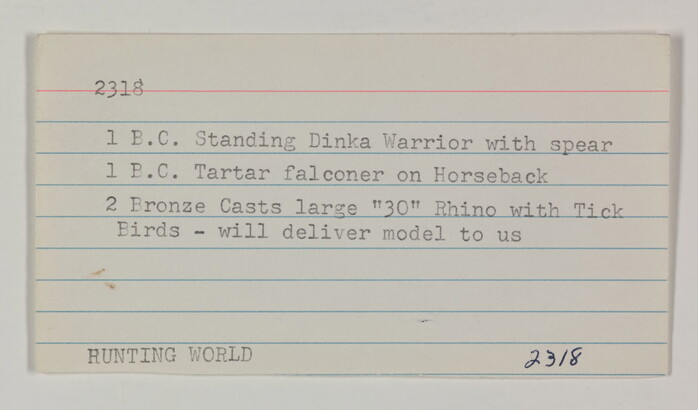 2318
1 B.C. Standing Dinka Warrior with spear
1 B.C. Tartar falconer on Horseback
2 Bronze Casts large "30" Rhino with Tick
Birds - will deliver model to us
HUNTING WORLD 2318